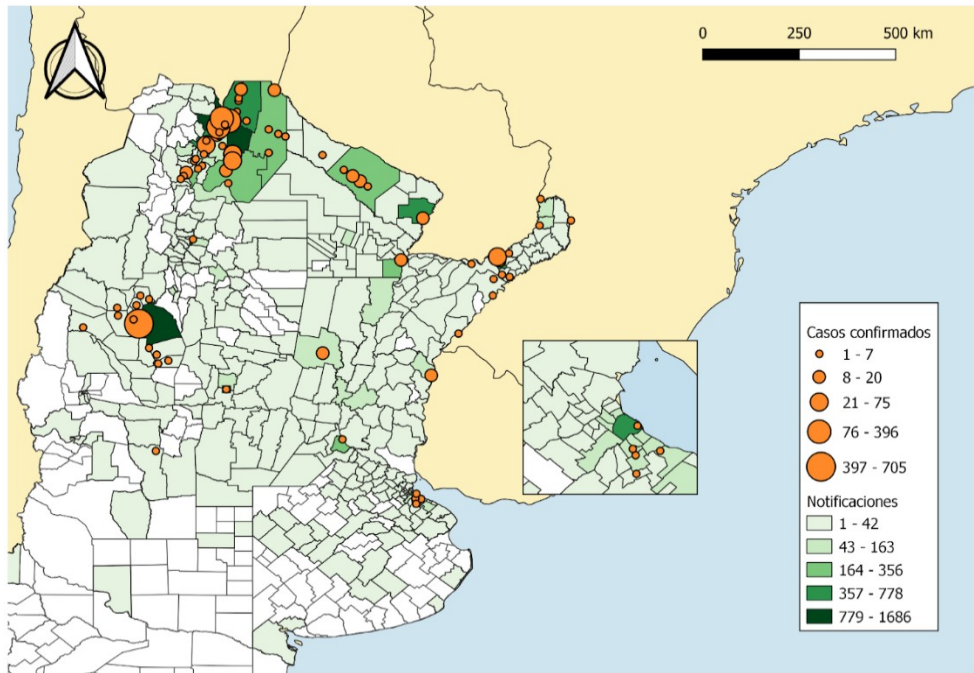 0 250 500 km
Casos confirmados
1 - 7
8 - 20
21 - 75
76 - 396
397 - 705
Notificaciones
1 - 42
43 - 163
164 - 356
357 - 778
779 - 1686